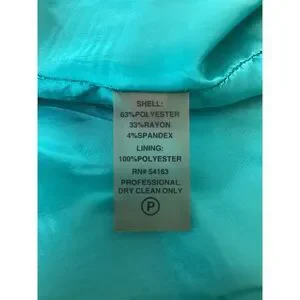 SHELL:
63%POLYESTER
33%RAYON
4%SPANDEX
LINING:
100%POLYESTER
RN# 54163
PROFESSIONAL
DRY CLEAN ONLY
P